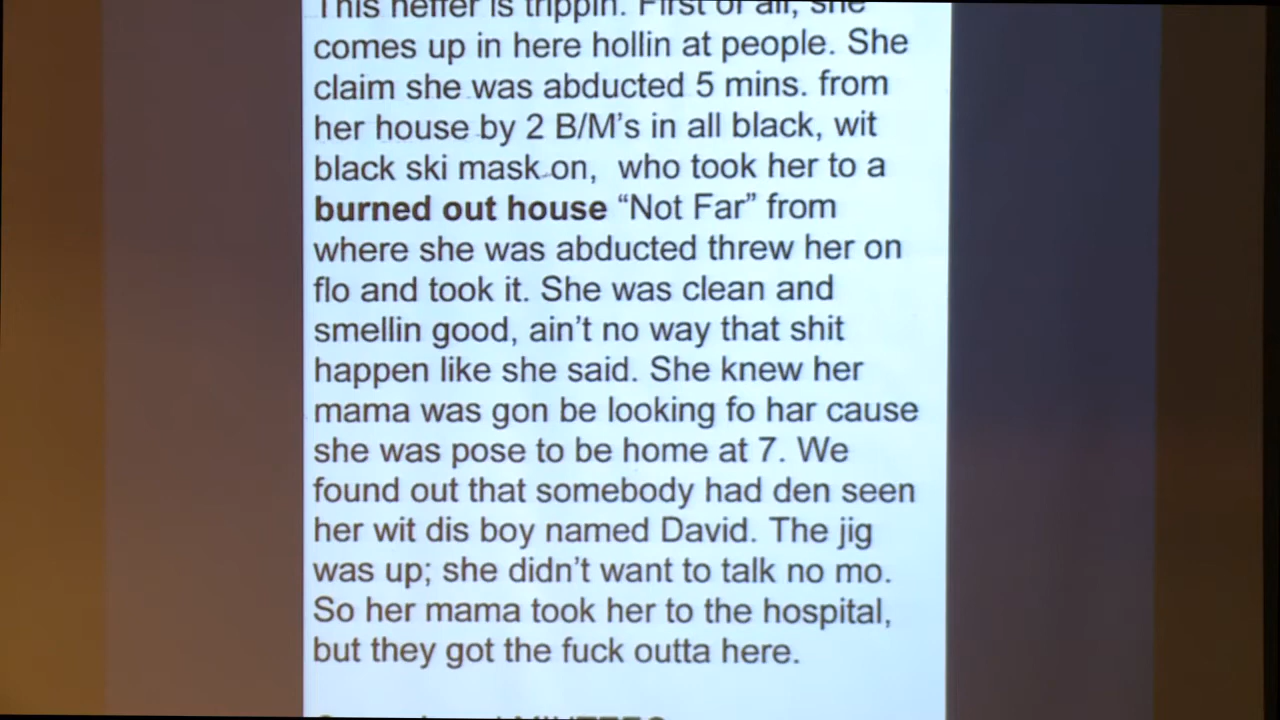 This heffer is trippin. First of all, she
comes up in here hollin at people. She
claim she was abducted 5 mins. from
her house by 2 B/M's in all black, wit
black ski mask on, who took her to a
burned out house “Not Far” from
where she was abducted threw her on
flo and took it. She was clean and
smellin good, ain't no way that shit
happen like she said. She knew her
mama was gon be looking fo har cause
she was pose to be home at 7. We
found out that somebody had den seen
her wit dis boy named David. The jig
was up; she didn't want to talk no mo.
So her mama took her to the hospital,
but they got the fuck outta here.